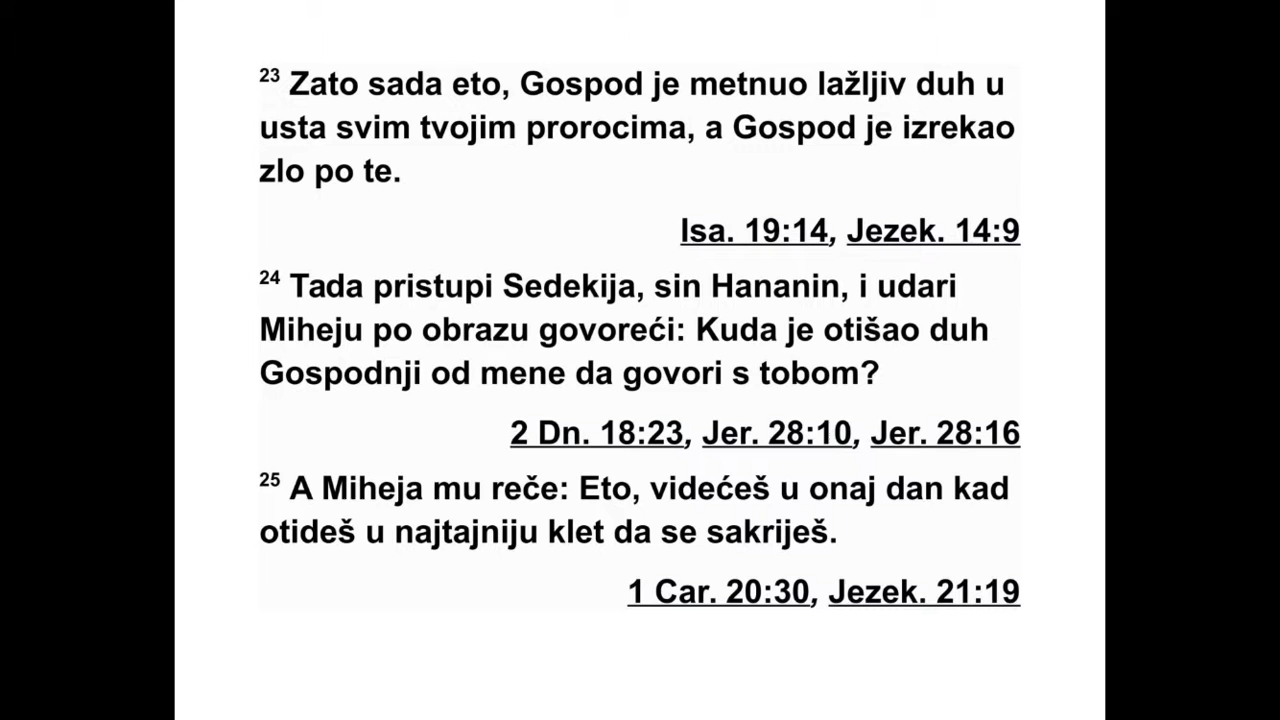 23 Zato sada eto, Gospod je metnuo lažljiv duh u
usta svim tvojim prorocima, a Gospod je izrekao
zlo po te.
Isa. 19:14, Jezek. 14:9
24 Tada pristupi Sedekija, sin Hananin, i udari
Miheju po obrazu govoreći: Kuda je otišao duh
Gospodnji od mene da govori s tobom?
2 Dn. 18:23, Jer. 28:10, Jer. 28:16
25 A Miheja mu reče: Eto, videćeš u onaj dan kad
otideš u najtajniju klet da se sakriješ.
1 Car. 20:30, Jezek. 21:19